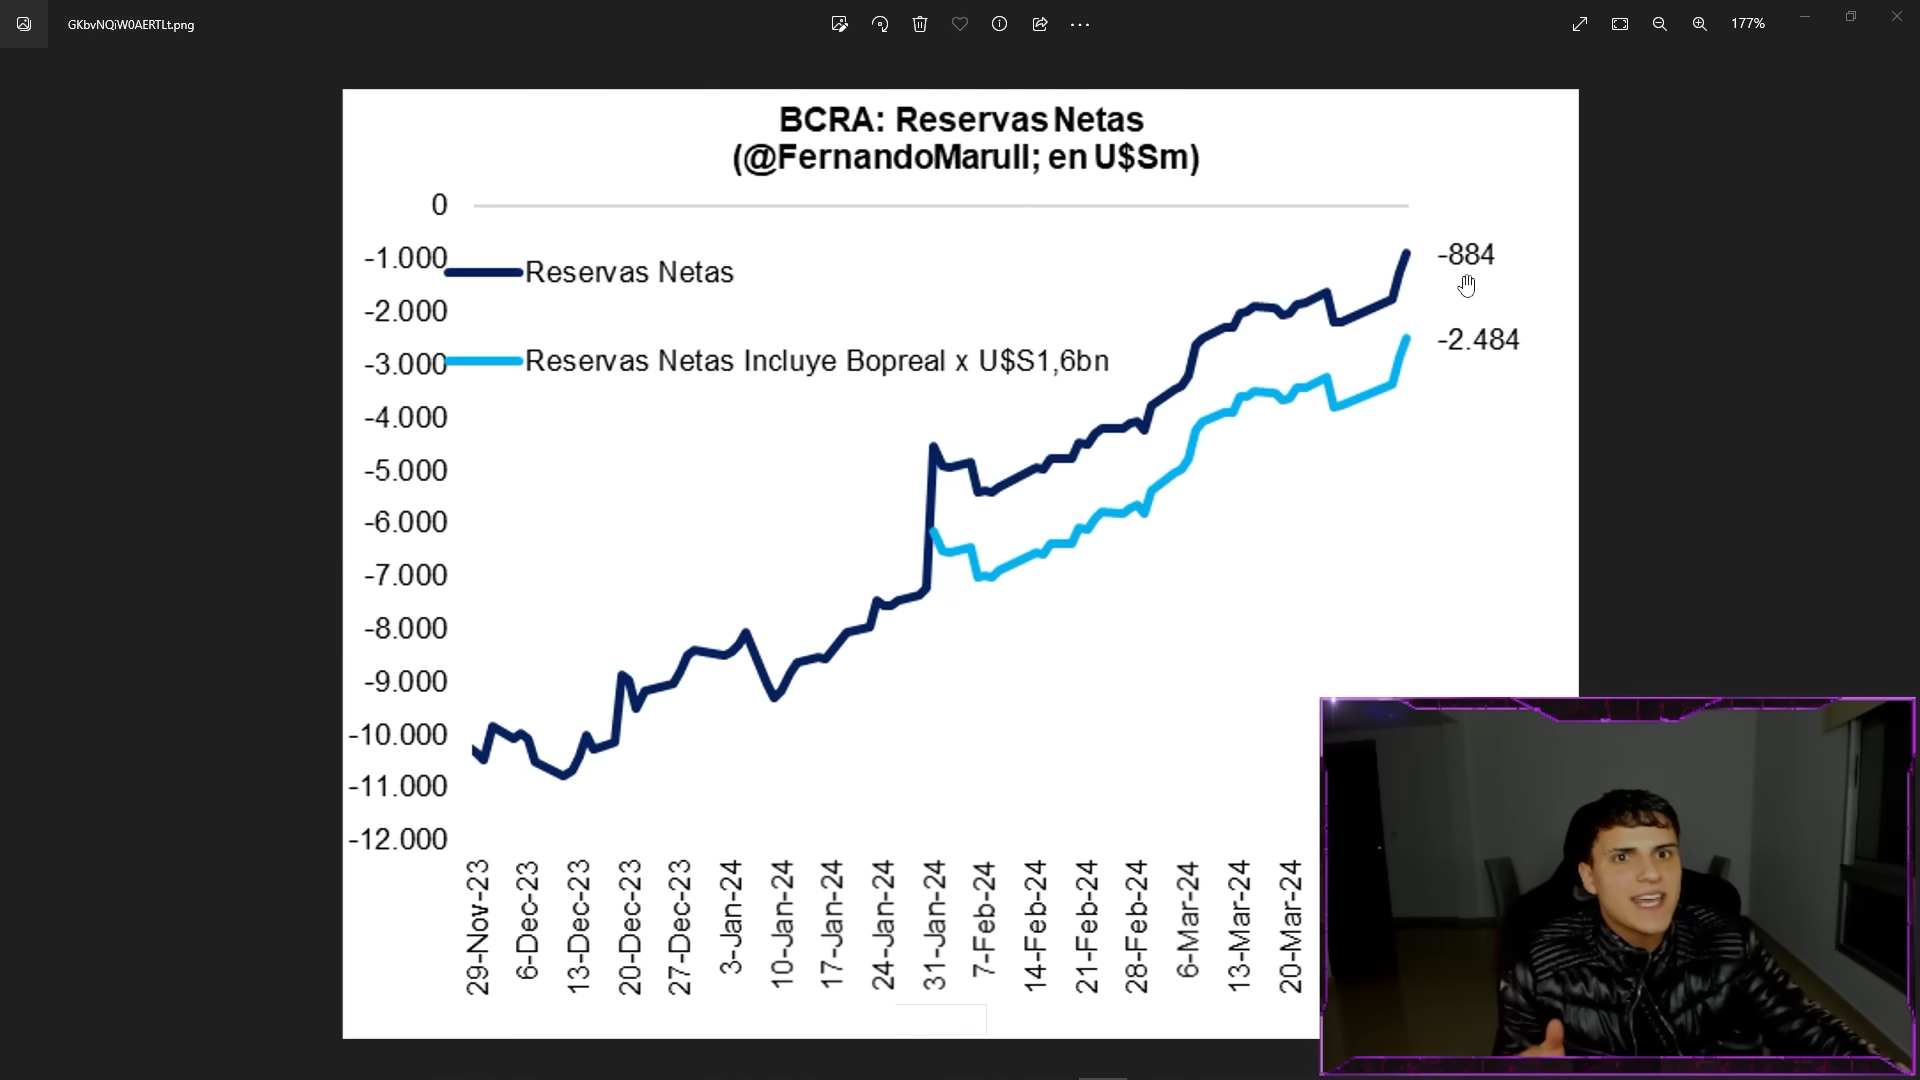 GKbvNQiW0AERTLt.png
177%
BCRA: Reservas Netas
(@FernandoMarull; en U$Sm)
0
-1.000
-2.000
-3.000
-4.000
-5.000
-6.000
-7.000
-8.000
-9.000
-10.000
-11.000
-12.000
Reservas Netas
Reservas Netas Incluye Bopreal x U$S1,6bn
-884
-2.484
29-Nov-23
6-Dec-23
13-Dec-23
20-Dec-23
27-Dec-23
3-Jan-24
10-Jan-24
17-Jan-24
24-Jan-24
31-Jan-24
7-Feb-24
14-Feb-24
21-Feb-24
28-Feb-24
6-Mar-24
13-Mar-24
20-Mar-24